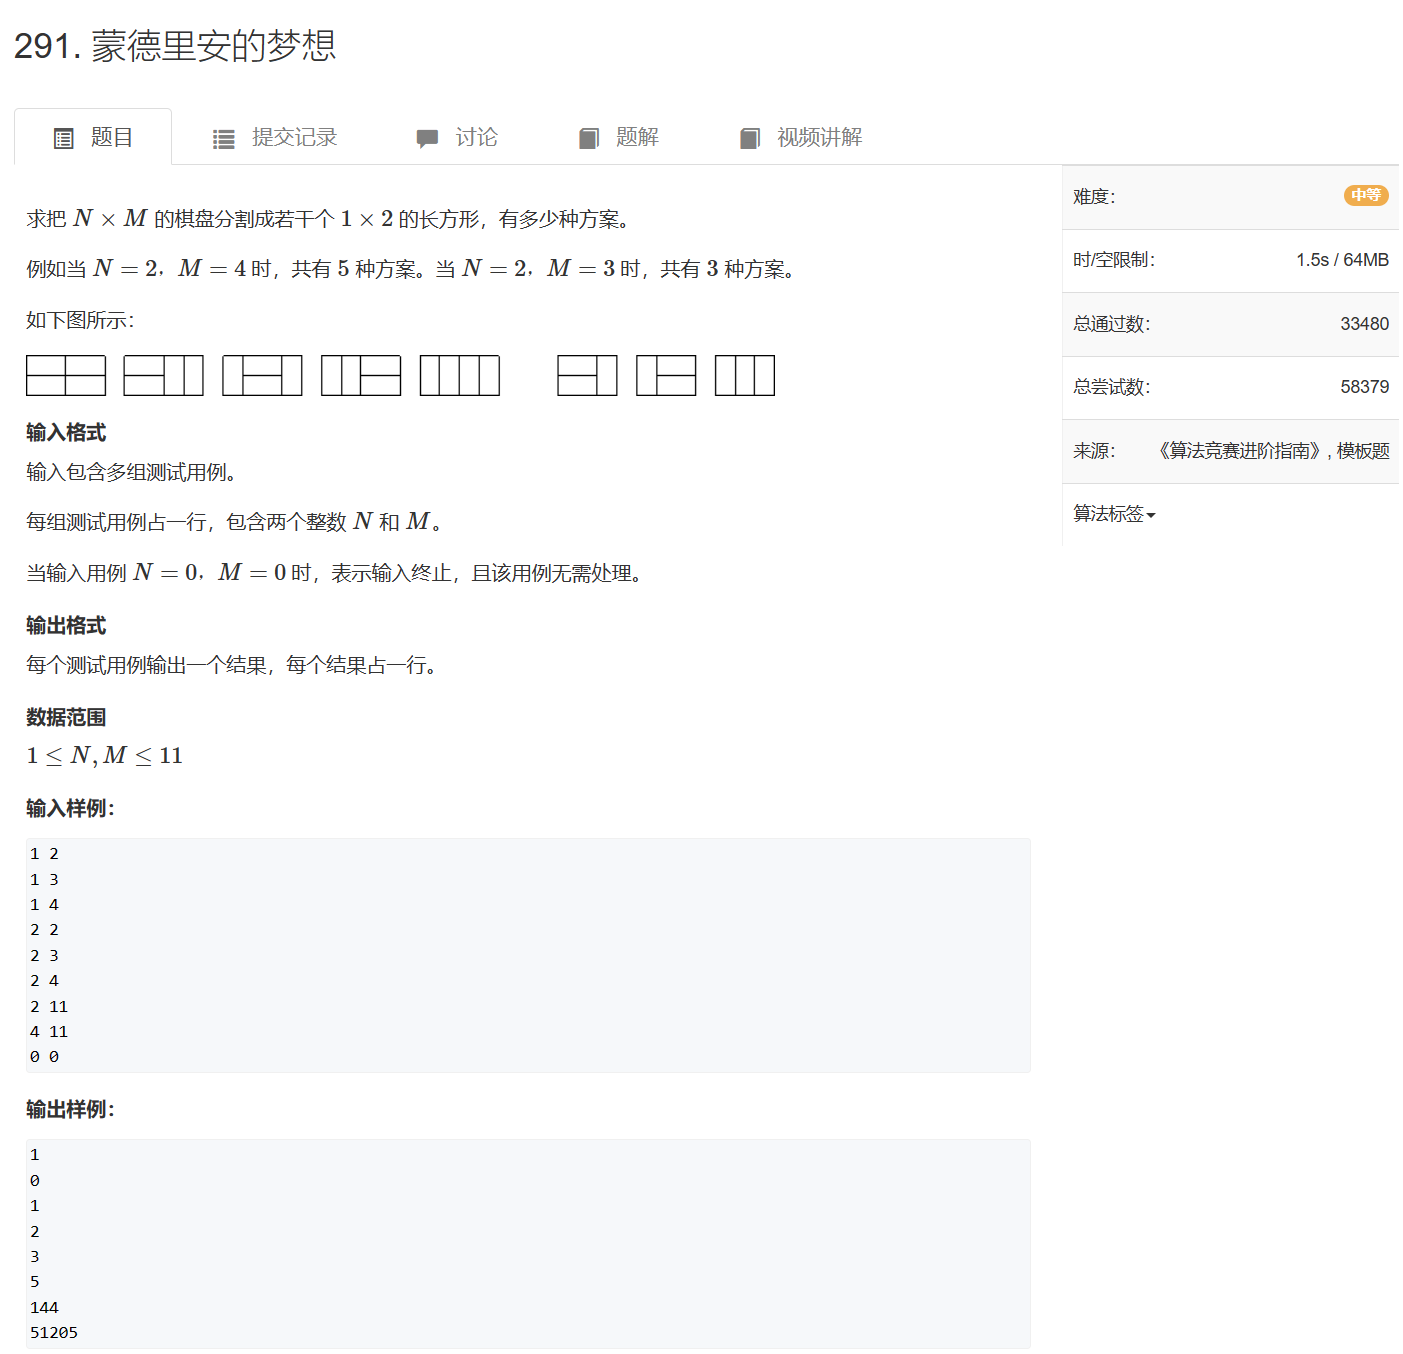 291. 蒙德里安的梦想
题目 提交记录 讨论 题解 视频讲解
求把 N × M 的棋盘分割成若干个 1 × 2 的长方形，有多少种方案。
例如当 N = 2，M = 4 时，共有 5 种方案。当 N = 2，M = 3 时，共有 3 种方案。
如下图所示：
输入格式
输入包含多组测试用例。
每组测试用例占一行，包含两个整数 N 和 M。
当输入用例 N = 0，M = 0 时，表示输入终止，且该用例无需处理。
输出格式
每个测试用例输出一个结果，每个结果占一行。
数据范围
1 ≤ N, M ≤ 11
输入样例：
1 2
1 3
1 4
2 2
2 3
2 4
2 11
4 11
0 0
输出样例：
1
0
1
2
3
5
144
51205
难度： 中等
时/空限制： 1.5s / 64MB
总通过数： 33480
总尝试数： 58379
来源： 《算法竞赛进阶指南》, 模板题
算法标签